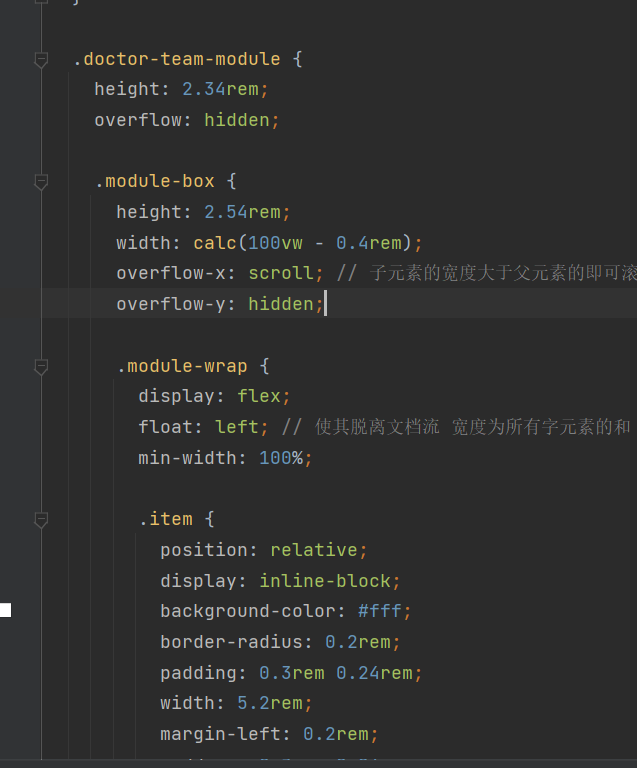 }
.doctor-team-module {
height: 2.34rem;
overflow: hidden;
.module-box {
height: 2.54rem;
width: calc(100vw - 0.4rem);
overflow-x: scroll; // 子元素的宽度大于父元素的即可滚
overflow-y: hidden;
.module-wrap {
display: flex;
float: left; // 使其脱离文档流 宽度为所有字元素的和
min-width: 100%;
.item {
position: relative;
display: inline-block;
background-color: #fff;
border-radius: 0.2rem;
padding: 0.3rem 0.24rem;
width: 5.2rem;
margin-left: 0.2rem;